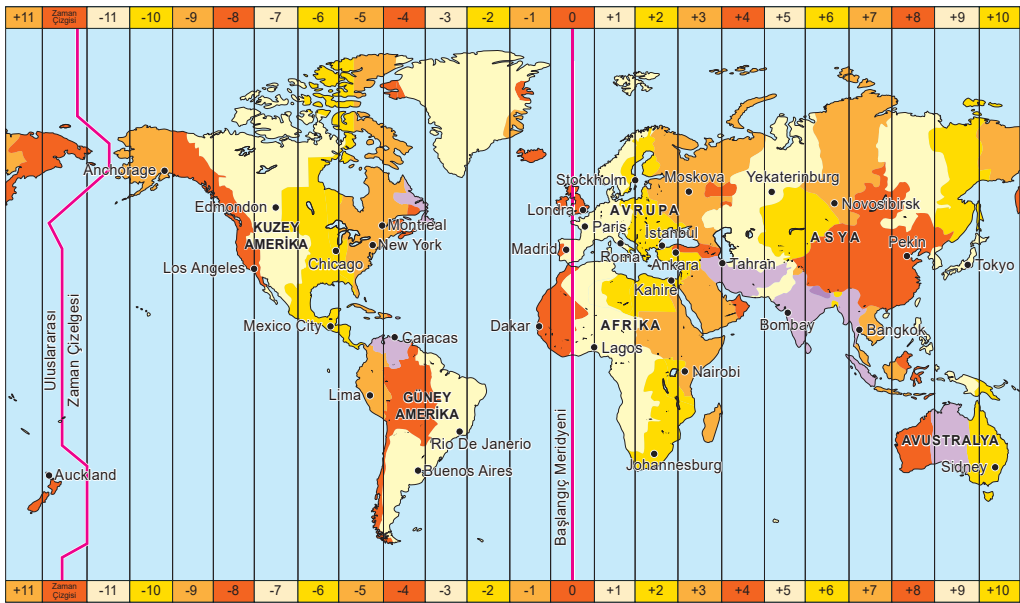 +11 Zaman Çizgisi -11 -10 -9 -8 -7 -6 -5 -4 -3 -2 -1 0 +1 +2 +3 +4 +5 +6 +7 +8 +9 +10
Anchorage
Edmondon
KUZEY
AMERİKA
Montreal
New York
Chicago
Los Angeles
Mexico City
Caracas
Lima
GÜNEY
AMERİKA
Rio De Janerio
Buenos Aires
Auckland
Uluslararası
Zaman Çizelgesi
Stockholm
Moskova
Yekaterinburg
Londra
AVRUPA
Novosibirsk
Paris
İstanbul
ASYA
Pekin
Madrid
Roma
Ankara
Tahran
Tokyo
Kahire
Dakar
AFRİKA
Bombay
Bangkok
Lagos
Nairobi
Başlangıç Meridyeni
Johannesburg
AVUSTRALYA
Sidney
+11 Zaman Çizgisi -11 -10 -9 -8 -7 -6 -5 -4 -3 -2 -1 0 +1 +2 +3 +4 +5 +6 +7 +8 +9 +10